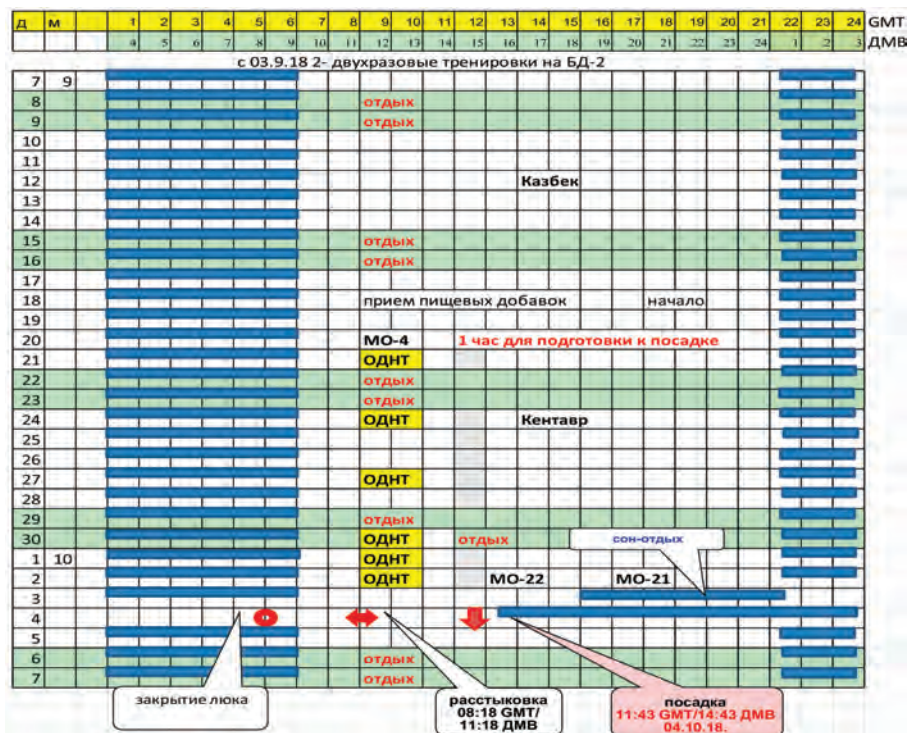 Д М 1 2 3 4 5 6 7 8 9 10 11 12 13 14 15 16 17 18 19 20 21 22 23 24 GMT
4 5 6 7 8 9 10 11 12 13 14 15 16 17 18 15 16 19 20 21 22 23 24 1 2 3 ДМВ
с 03.9.18 2- двухразовые тренировки на БД-2
7 9
8 отдых
9 отдых
10
11
12 Казбек
13
14
15 отдых
16 отдых
17
18 прием пищевых добавок начало
19
20 МО-4 1 час для подготовки к посадке
21 ОДНТ
22 отдых
23 отдых
24 ОДНТ Кентавр
25
26
27 ОДНТ
28
29 отдых
30 ОДНТ отдых сон-отдых
1 10 ОДНТ
2 ОДНТ МО-22 МО-21
3
4
5
6 отдых
7 отдых
закрытие люка
расстыковка
08:18 GMT/
11:18 ДМВ
посадка
11:43 GMT/14:43 ДМВ
04.10.18.